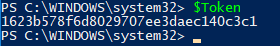 PS C:\WINDOWS\system32> $Token
1623b578f6d8029707ee3daec140c3c1
PS C:\WINDOWS\system32>